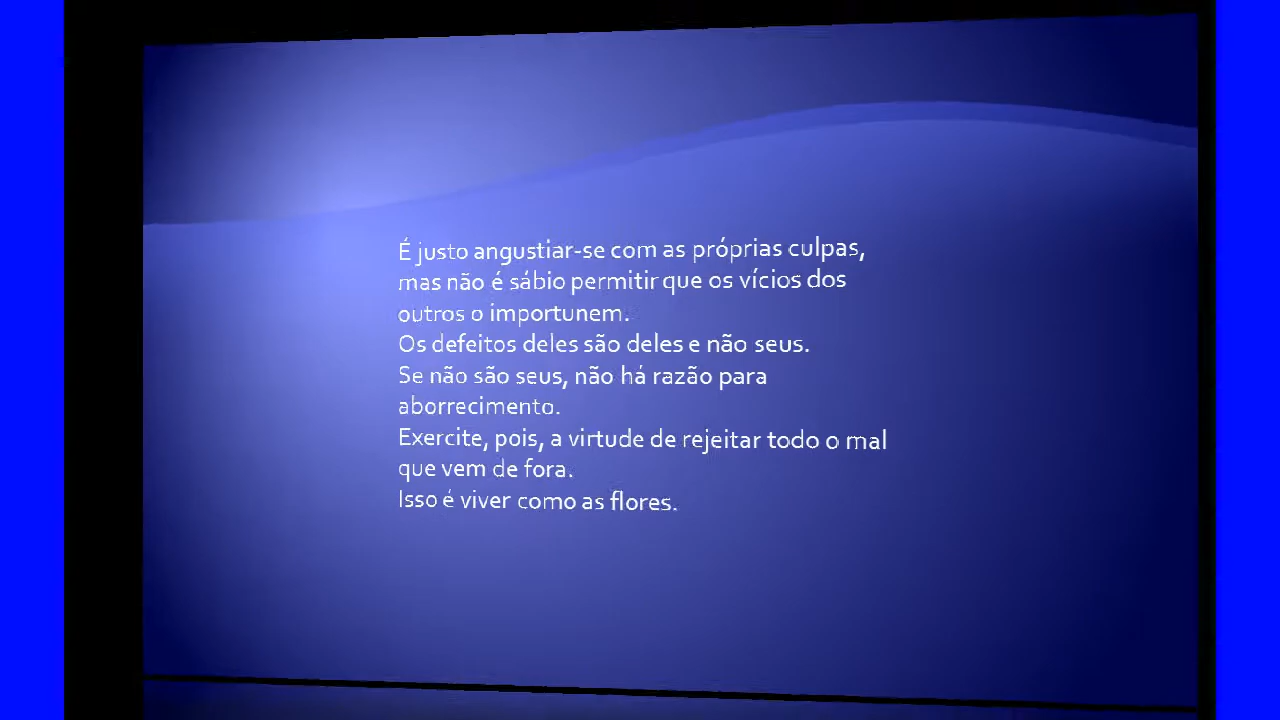 É justo angustiar-se com as próprias culpas,
mas não é sábio permitir que os vícios dos
outros o importunem.
Os defeitos deles são deles e não seus.
Se não são seus, não há razão para
aborrecimento.
Exercite, pois, a virtude de rejeitar todo o mal
que vem de fora.
Isso é viver como as flores.